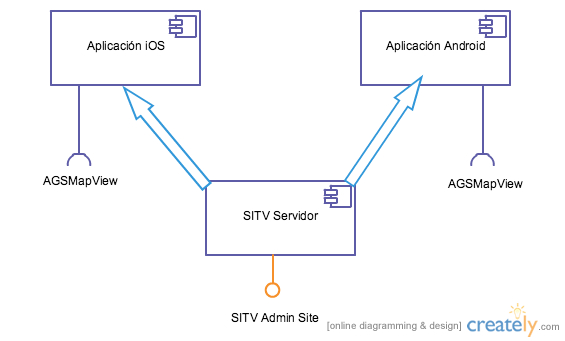 Aplicación iOS
Aplicación Android
AGSMapView
AGSMapView
SITV Servidor
SITV Admin Site
[online diagramming & design] creately.com